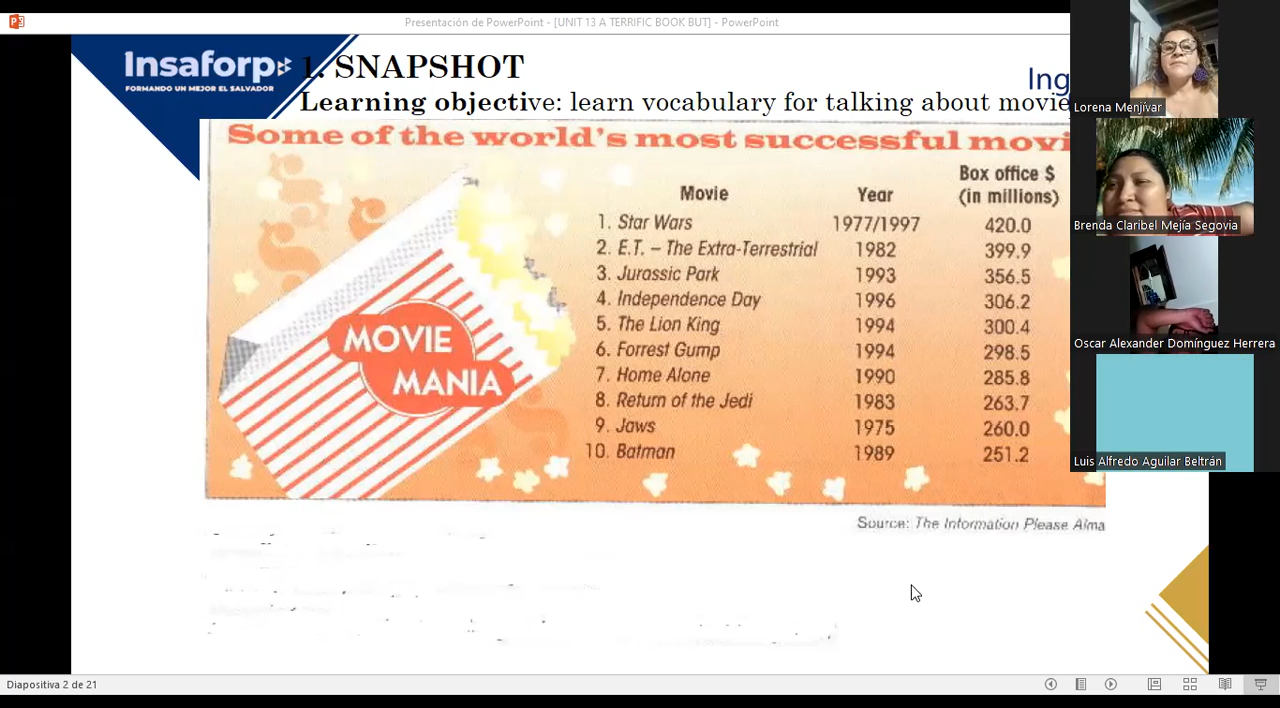 Presentación de PowerPoint - [UNIT 13 A TERRIFIC BOOK BUT] - PowerPoint
Insaforp
FORMANDO UN MEJOR EL SALVADOR
1. SNAPSHOT
Ing
Learning objective: learn vocabulary for talking about movie
Some of the world's most successful movi
Movie Year Box office $ (in millions)
1. Star Wars 1977/1997 420.0
2. E.T. – The Extra-Terrestrial 1982 399.9
3. Jurassic Park 1993 356.5
4. Independence Day 1996 306.2
5. The Lion King 1994 300.4
6. Forrest Gump 1994 298.5
7. Home Alone 1990 285.8
8. Return of the Jedi 1983 263.7
9. Jaws 1975 260.0
10. Batman 1989 251.2
MOVIE
MANIA
Source: The Information Please Alma
Lorena Menjívar
Brenda Claribel Mejía Segovia
Oscar Alexander Domínguez Herrera
Luis Alfredo Aguilar Beltrán
Diapositiva 2 de 21